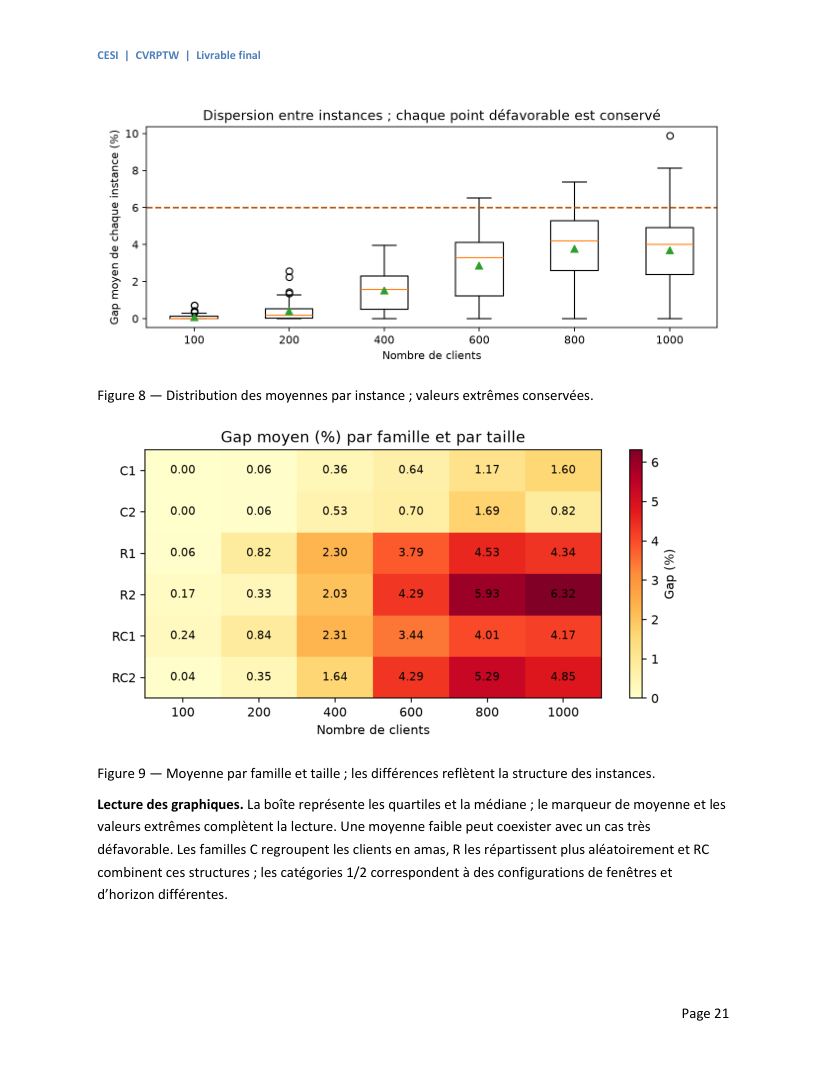 CESI | CVRPTW | Livrable final
Dispersion entre instances ; chaque point défavorable est conservé
Gap moyen de chaque instance (%)
10
8
6
4
2
0
100 200 400 600 800 1000
Nombre de clients
Figure 8 — Distribution des moyennes par instance ; valeurs extrêmes conservées.
Gap moyen (%) par famille et par taille
C1 0.00 0.06 0.36 0.64 1.17 1.60
C2 0.00 0.06 0.53 0.70 1.69 0.82
R1 0.06 0.82 2.30 3.79 4.53 4.34
R2 0.17 0.33 2.03 4.29 5.93 6.32
RC1 0.24 0.84 2.31 3.44 4.01 4.17
RC2 0.04 0.35 1.64 4.29 5.29 4.85
100 200 400 600 800 1000
Nombre de clients
6
5
4
3
2
1
0
Gap (%)
Figure 9 — Moyenne par famille et taille ; les différences reflètent la structure des instances.
Lecture des graphiques. La boîte représente les quartiles et la médiane ; le marqueur de moyenne et les
valeurs extrêmes complètent la lecture. Une moyenne faible peut coexister avec un cas très
défavorable. Les familles C regroupent les clients en amas, R les répartissent plus aléatoirement et RC
combinent ces structures ; les catégories 1/2 correspondent à des configurations de fenêtres et
d’horizon différentes.
Page 21